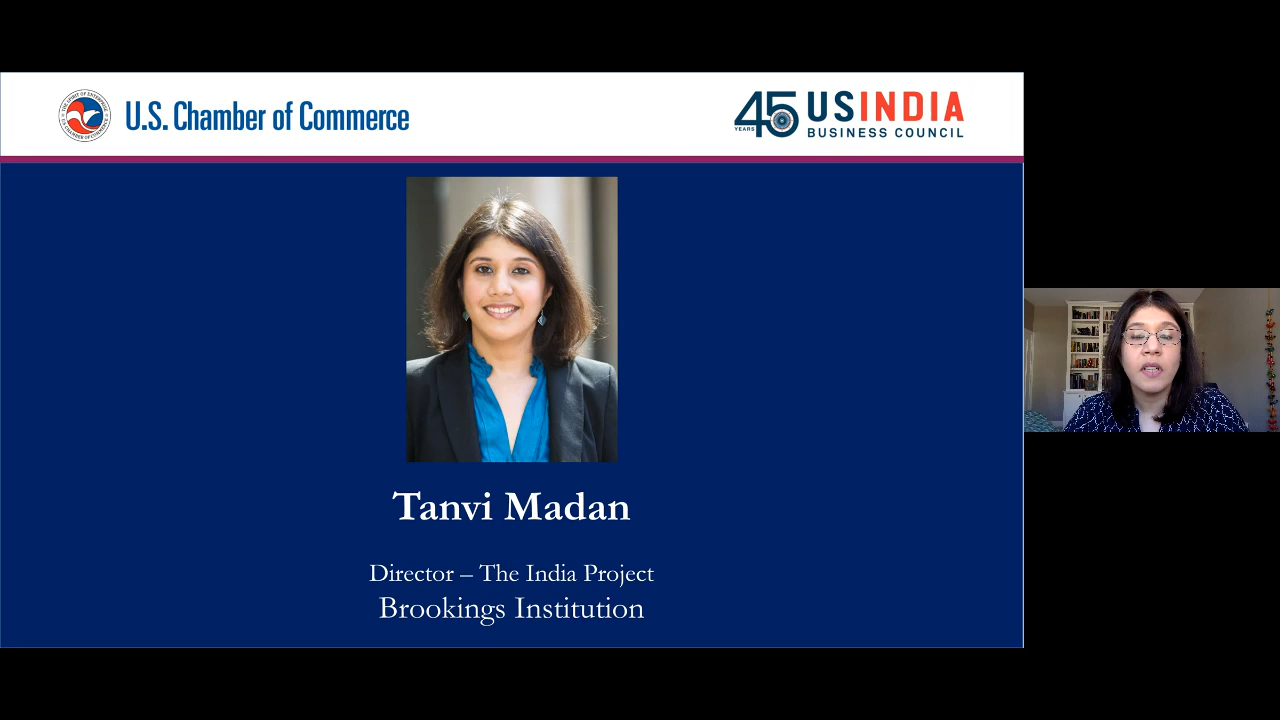 U.S. Chamber of Commerce
45 YEARS USINDIA
BUSINESS COUNCIL
Tanvi Madan
Director – The India Project
Brookings Institution